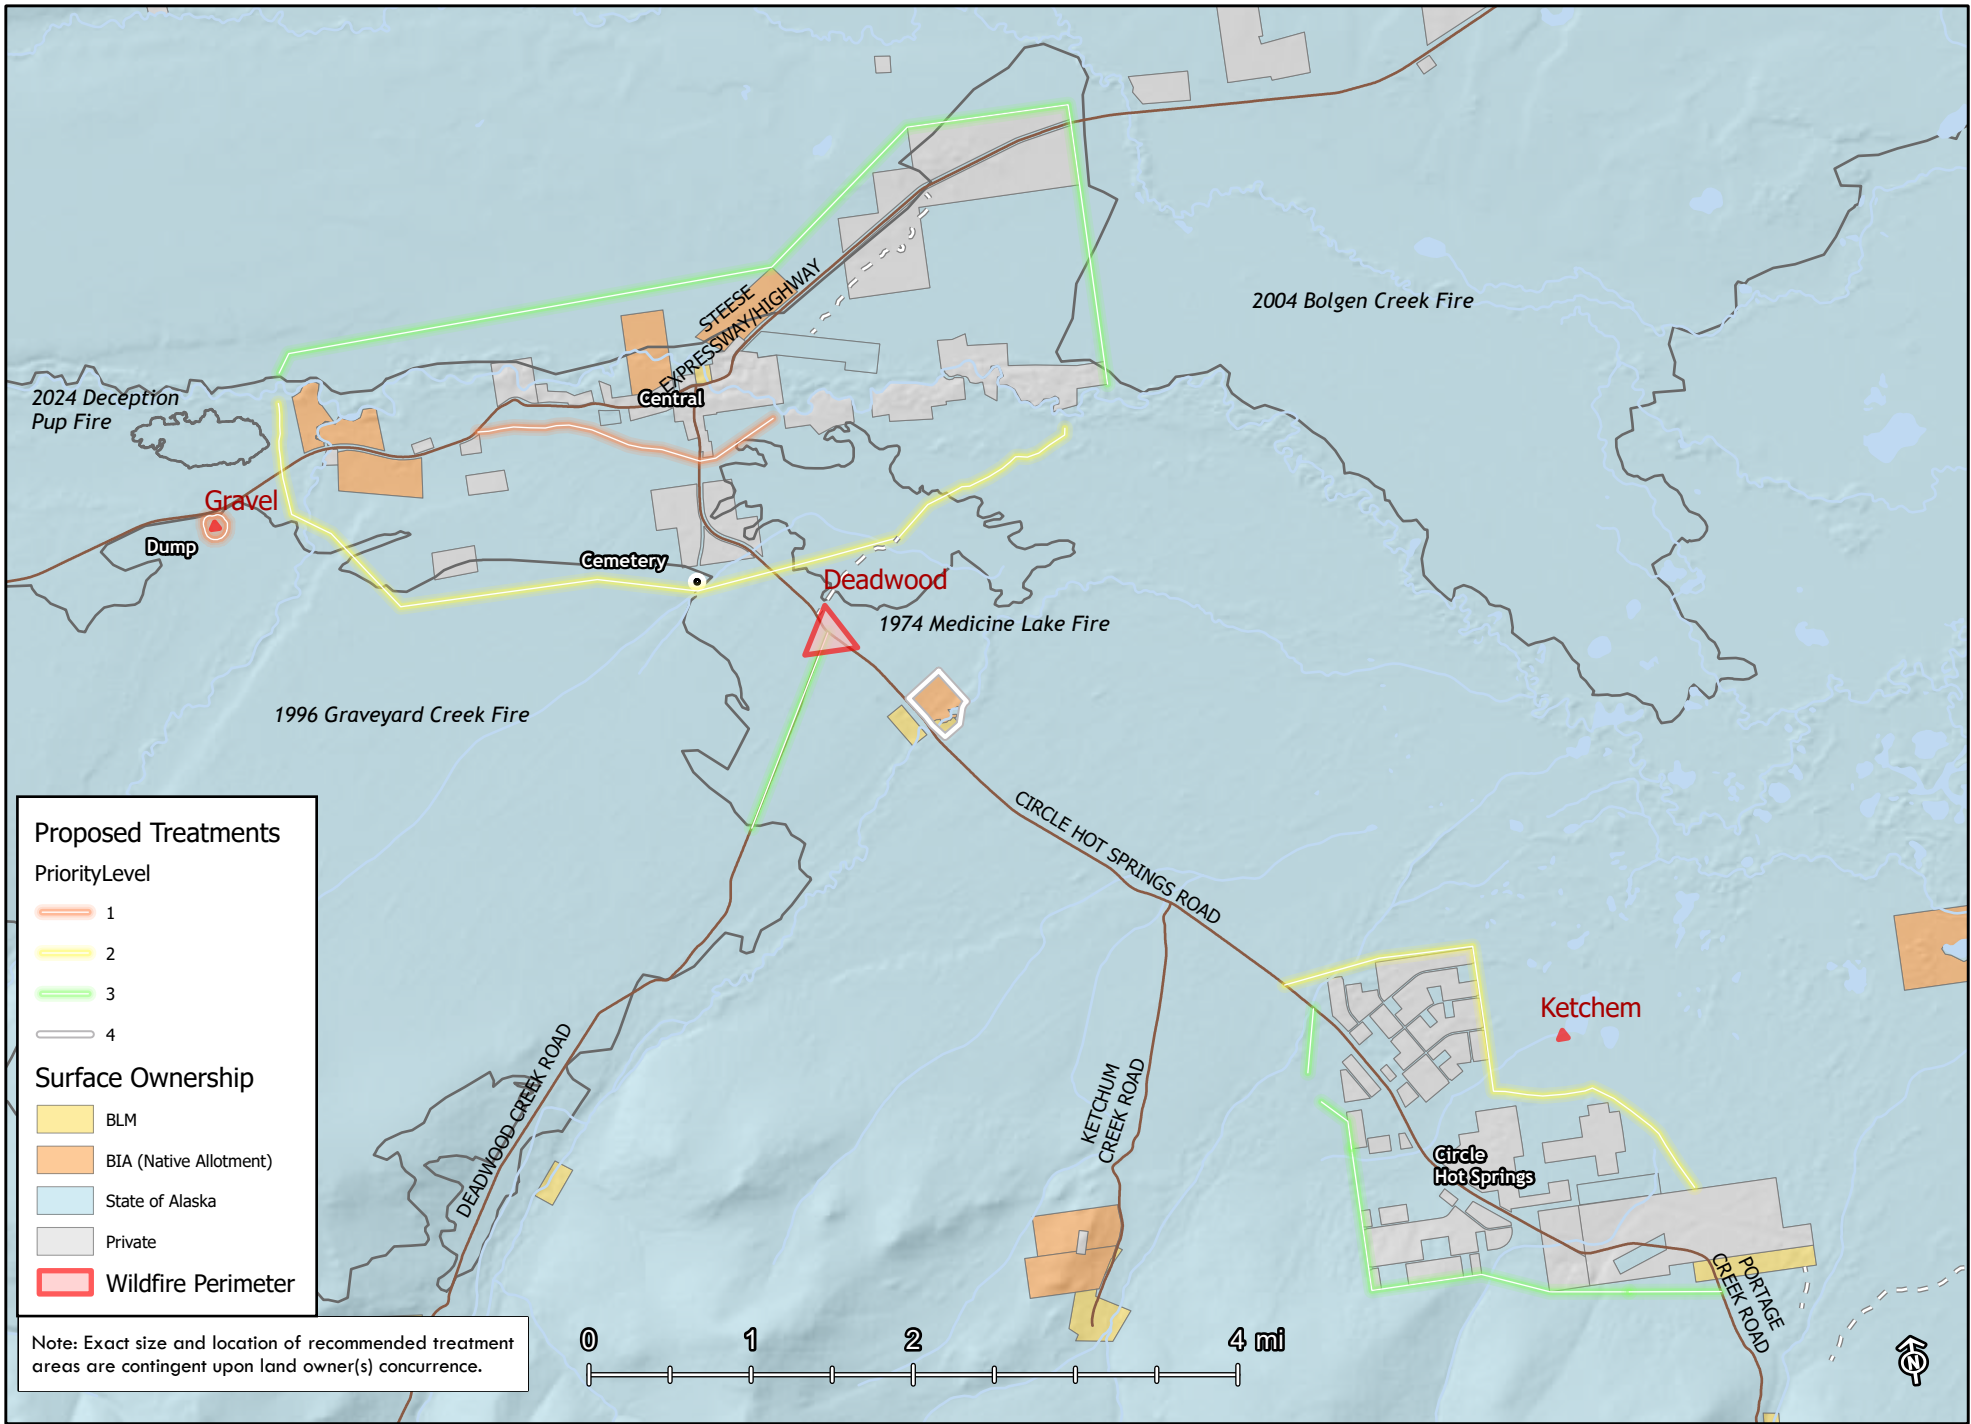 STEESE
EXPRESSWAY/HIGHWAY
2004 Bolgen Creek Fire
2024 Deception
Pup Fire
Central
Gravel
Dump
Cemetery
Deadwood
1974 Medicine Lake Fire
1996 Graveyard Creek Fire
CIRCLE HOT SPRINGS ROAD
Ketchem
DEADWOOD CREEK ROAD
KETCHUM
CREEK ROAD
Circle
Hot Springs
PORTAGE
CREEK ROAD
Proposed Treatments
PriorityLevel
1
2
3
4
Surface Ownership
BLM
BIA (Native Allotment)
State of Alaska
Private
Wildfire Perimeter
Note: Exact size and location of recommended treatment
areas are contingent upon land owner(s) concurrence.
0 1 2 4 mi
N